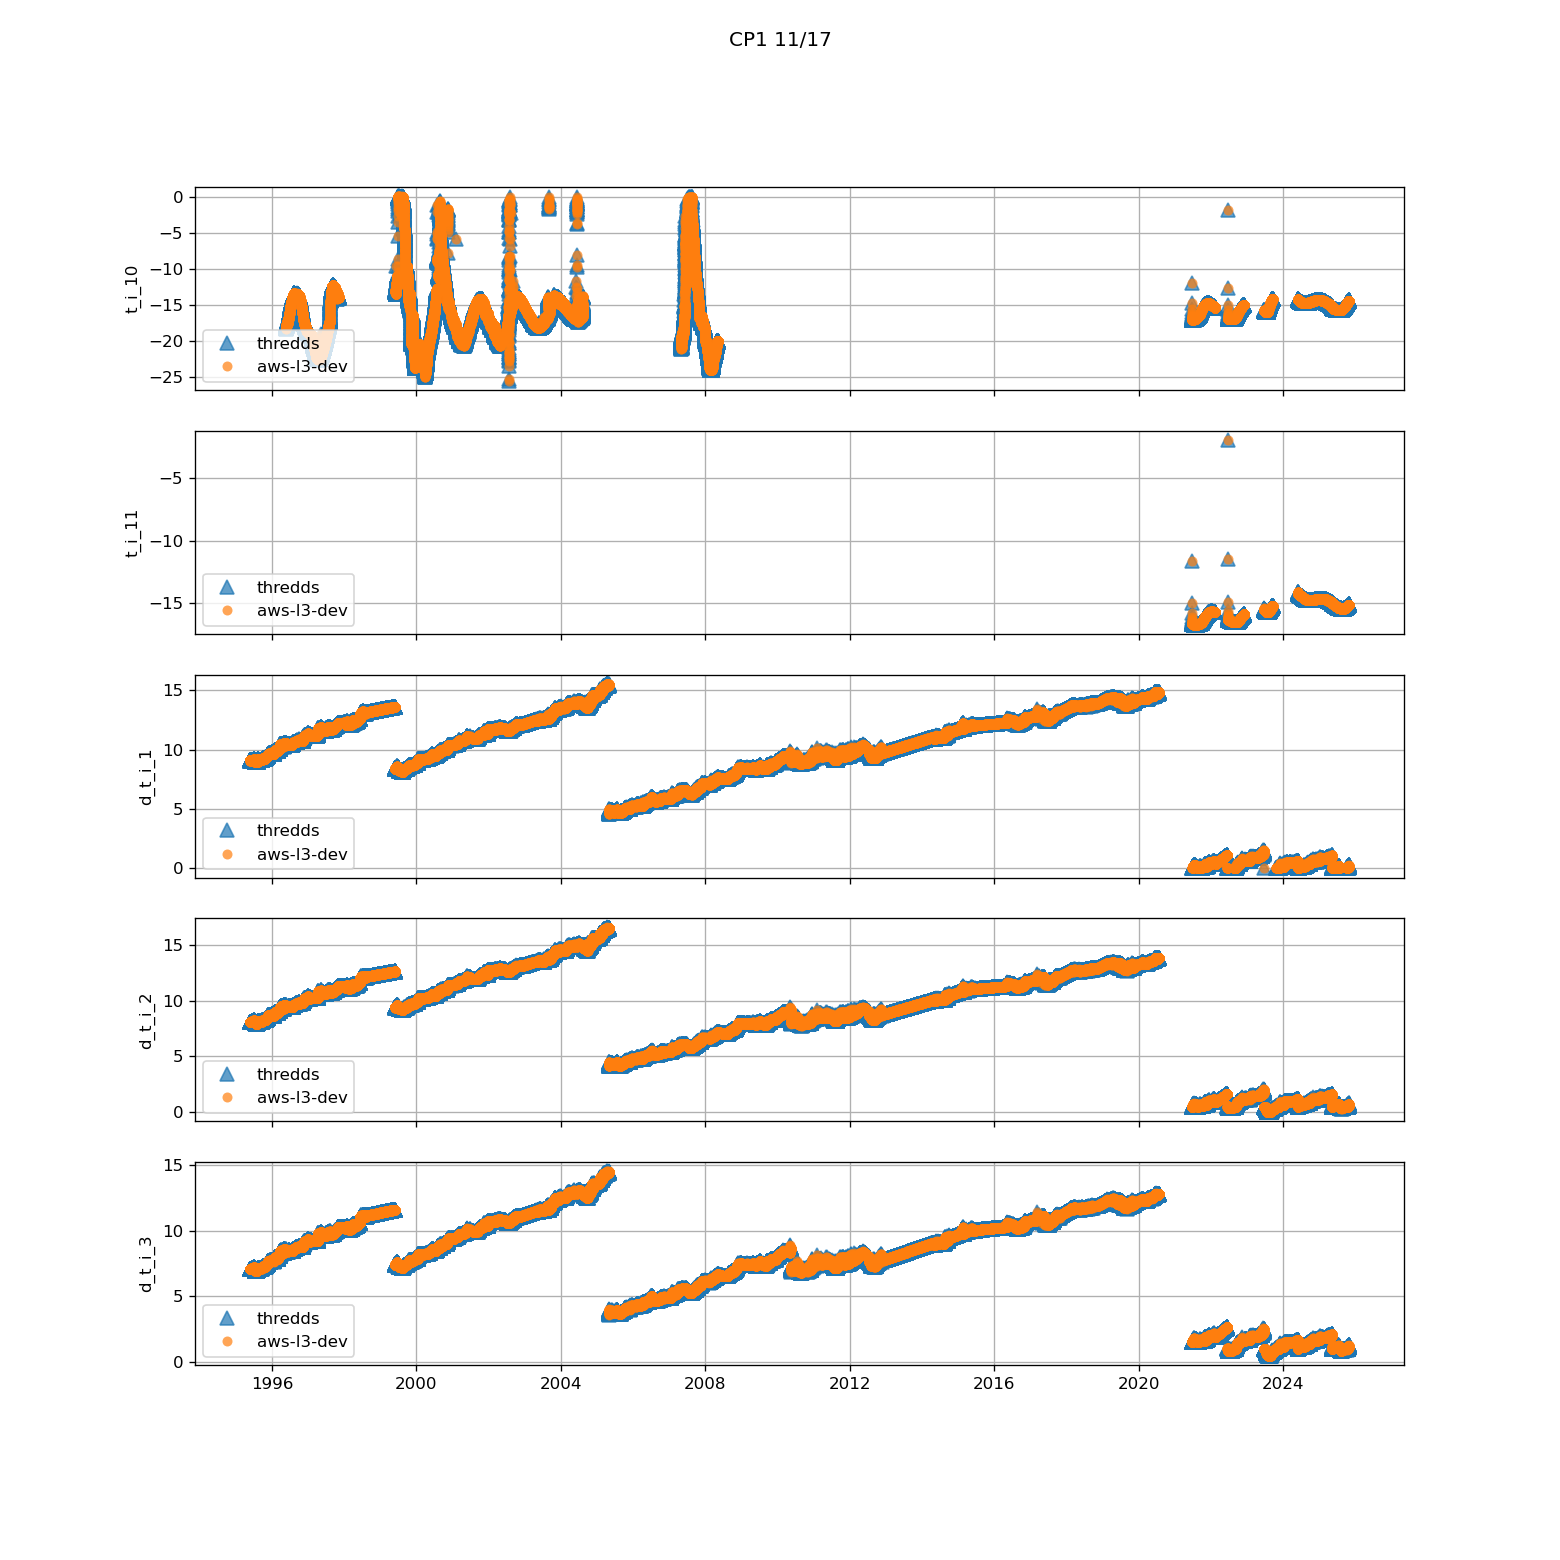 CP1 11/17
t_i_10
0
−5
−10
−15
−20
−25
thredds
aws-l3-dev
t_i_11
−5
−10
−15
thredds
aws-l3-dev
d_t_i_1
15
10
5
0
thredds
aws-l3-dev
d_t_i_2
15
10
5
0
thredds
aws-l3-dev
d_t_i_3
15
10
5
0
thredds
aws-l3-dev
1996 2000 2004 2008 2012 2016 2020 2024